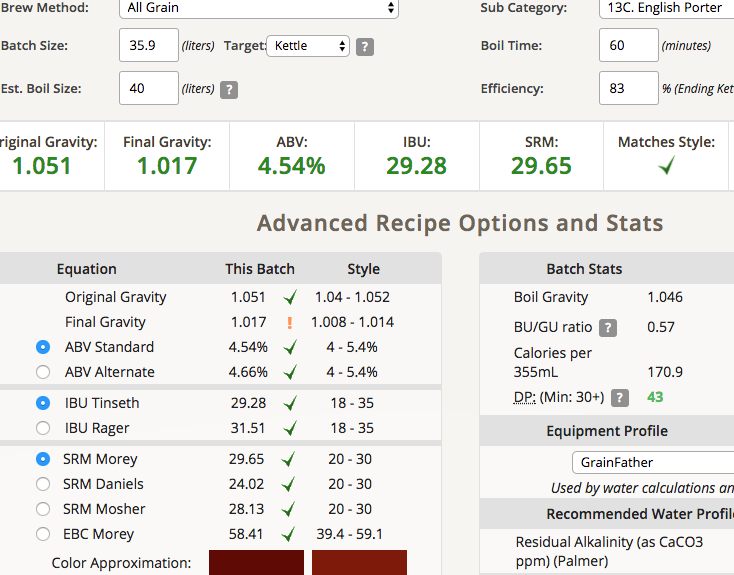 Brew Method: All Grain Sub Category: 13C. English Porter
Batch Size: 35.9 (liters) Target: Kettle ? Boil Time: 60 (minutes)
Est. Boil Size: 40 (liters) ? Efficiency: 83 % (Ending Ket
riginal Gravity: Final Gravity: ABV: IBU: SRM: Matches Style:
1.051 1.017 4.54% 29.28 29.65
Advanced Recipe Options and Stats
Equation This Batch Style
Original Gravity 1.051 1.04 - 1.052
Final Gravity 1.017 ! 1.008 - 1.014
ABV Standard 4.54% 4 - 5.4%
ABV Alternate 4.66% 4 - 5.4%
IBU Tinseth 29.28 18 - 35
IBU Rager 31.51 18 - 35
SRM Morey 29.65 20 - 30
SRM Daniels 24.02 20 - 30
SRM Mosher 28.13 20 - 30
EBC Morey 58.41 39.4 - 59.1
Color Approximation:
Batch Stats
Boil Gravity 1.046
BU/GU ratio ? 0.57
Calories per
355mL 170.9
DP: (Min: 30+) ? 43
Equipment Profile
GrainFather
Used by water calculations an
Recommended Water Profile
Residual Alkalinity (as CaCO3
ppm) (Palmer)